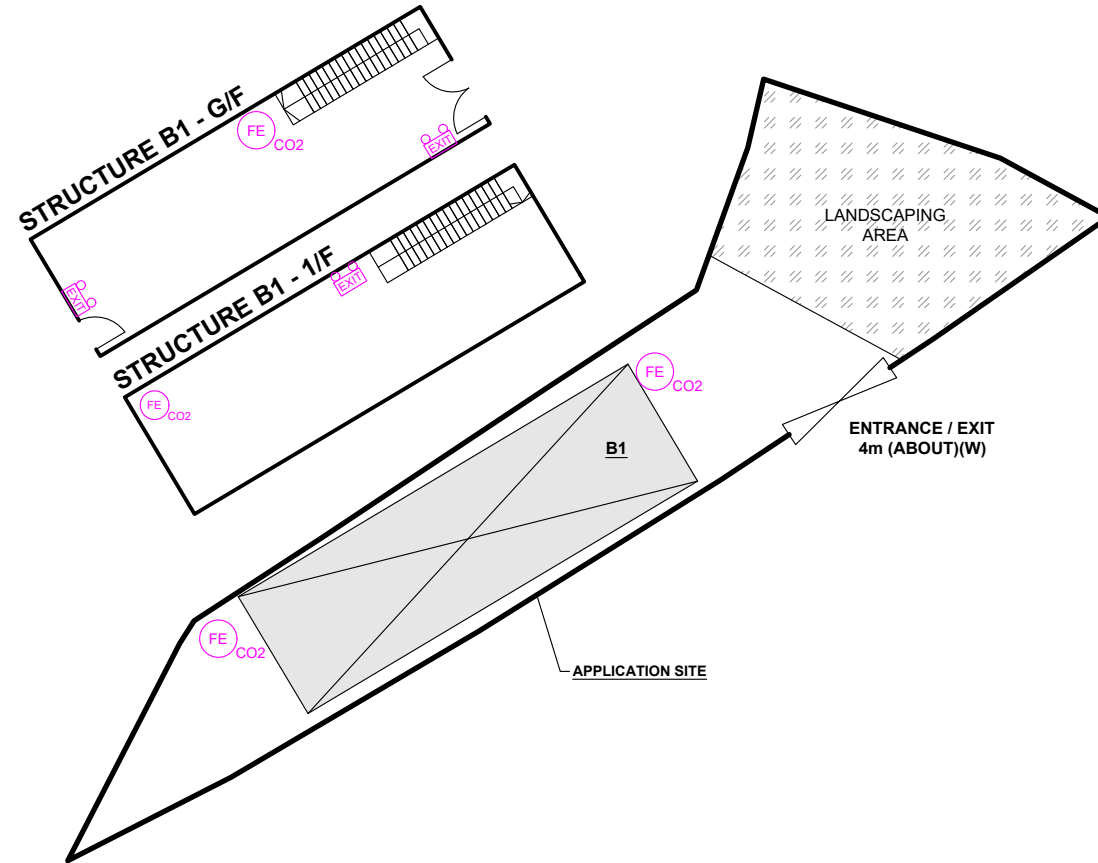 STRUCTURE B1 - G/F
FE
CO2
EXIT
EXIT
STRUCTURE B1 - 1/F
EXIT
FE
CO2
LANDSCAPING
AREA
FE
CO2
B1
ENTRANCE / EXIT
4m (ABOUT)(W)
FE
CO2
APPLICATION SITE